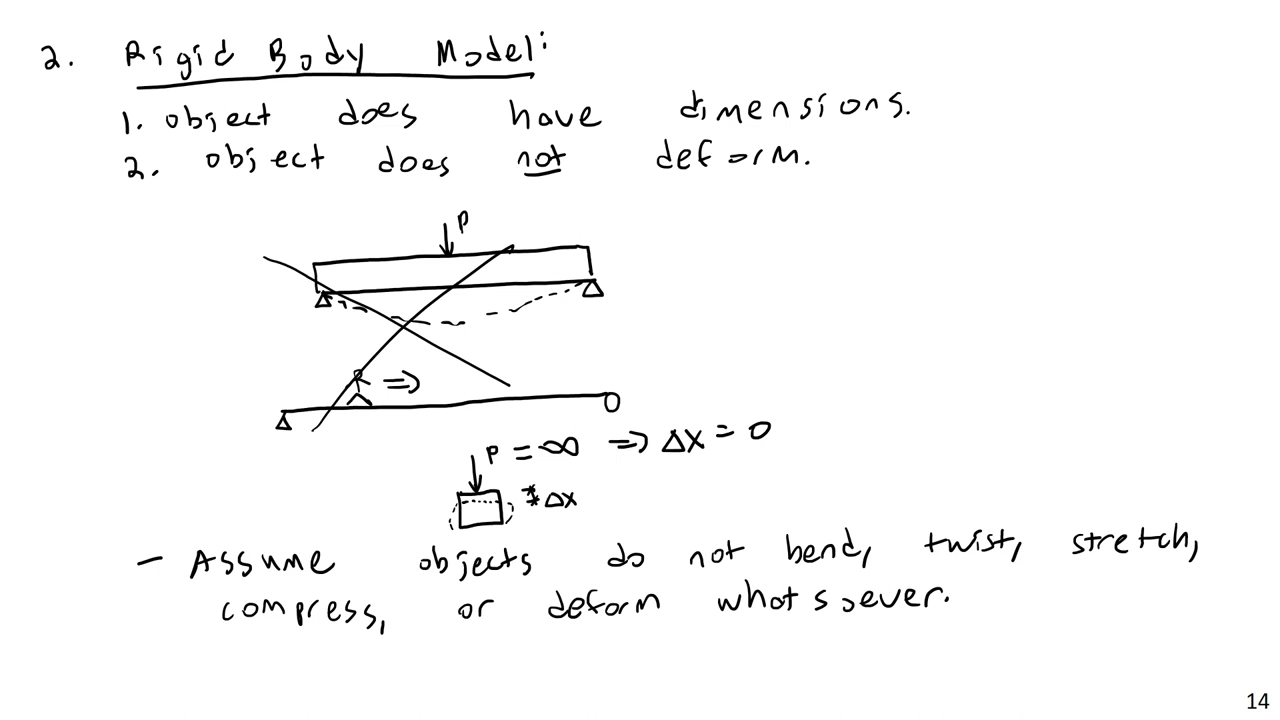 2. Rigid Body Model:
1. object does have dimensions.
2. object does not deform.
P
=>
P = ∞ => Δx = 0
Δx
- Assume objects do not bend, twist, stretch,
compress, or deform whatsoever.
14